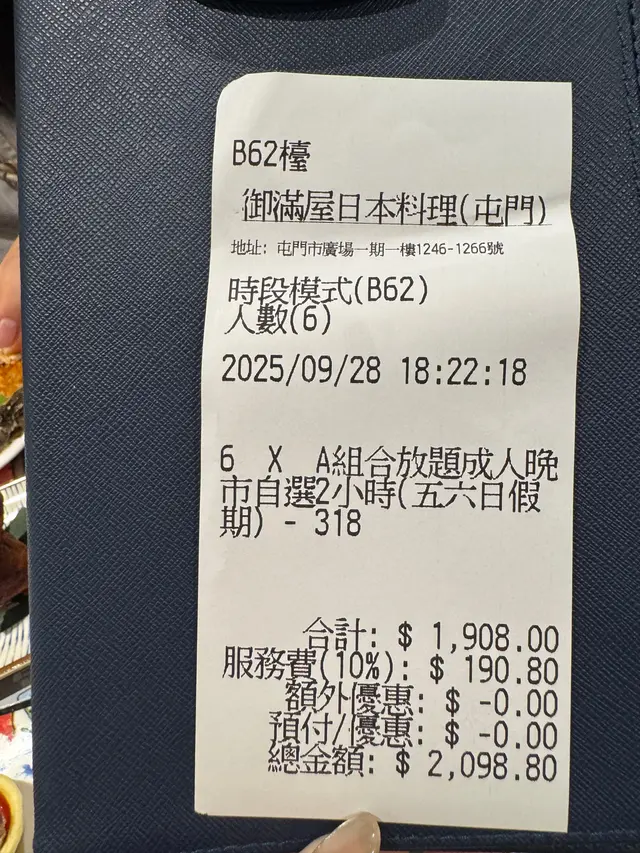 B62檯
御滿屋日本料理(屯門)
地址: 屯門市廣場一期一樓1246-1266號
時段模式(B62)
人數(6)
2025/09/28 18:22:18
6 X A組合放題成人晚
市自選2小時(五六日假
期) - 318
合計: $ 1,908.00
服務費(10%): $ 190.80
額外優惠: $ -0.00
預付/優惠: $ -0.00
總金額: $ 2,098.80